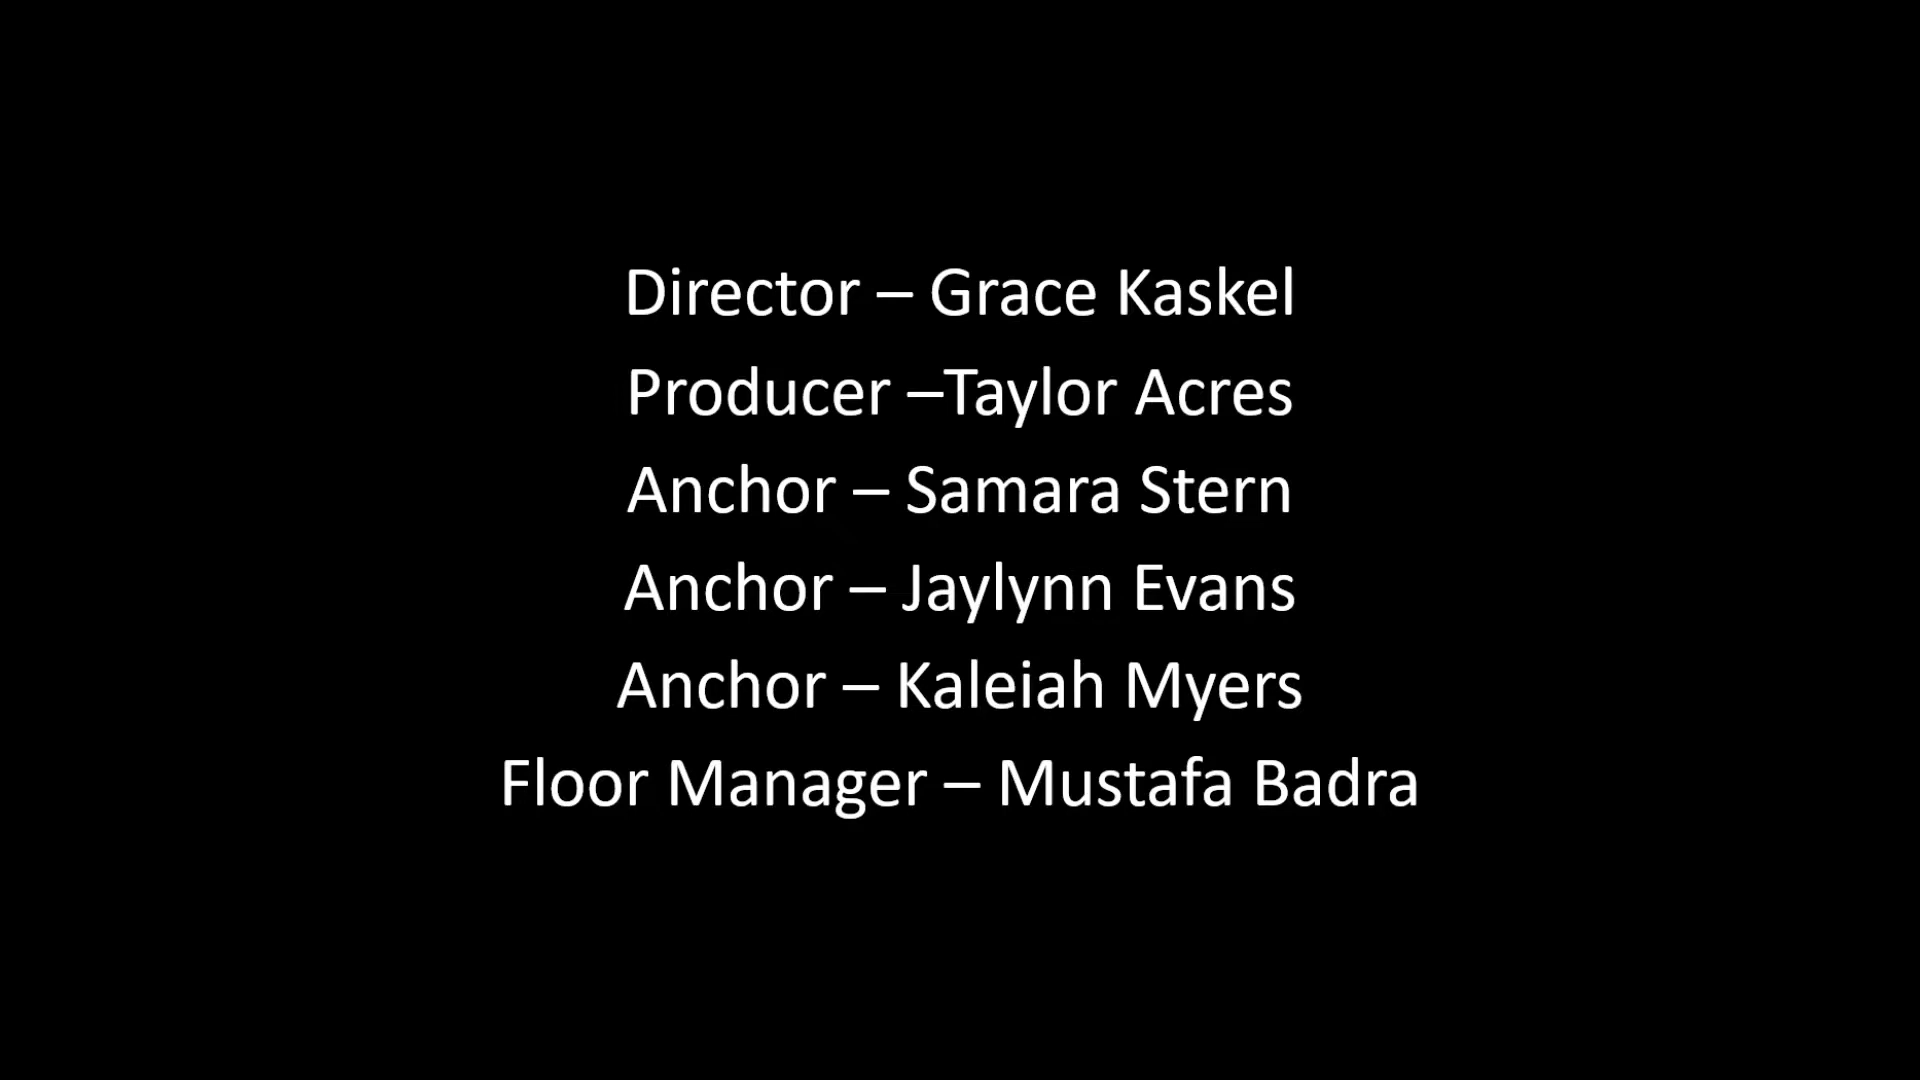 Director – Grace Kaskel
Producer –Taylor Acres
Anchor – Samara Stern
Anchor – Jaylynn Evans
Anchor – Kaleiah Myers
Floor Manager – Mustafa Badra